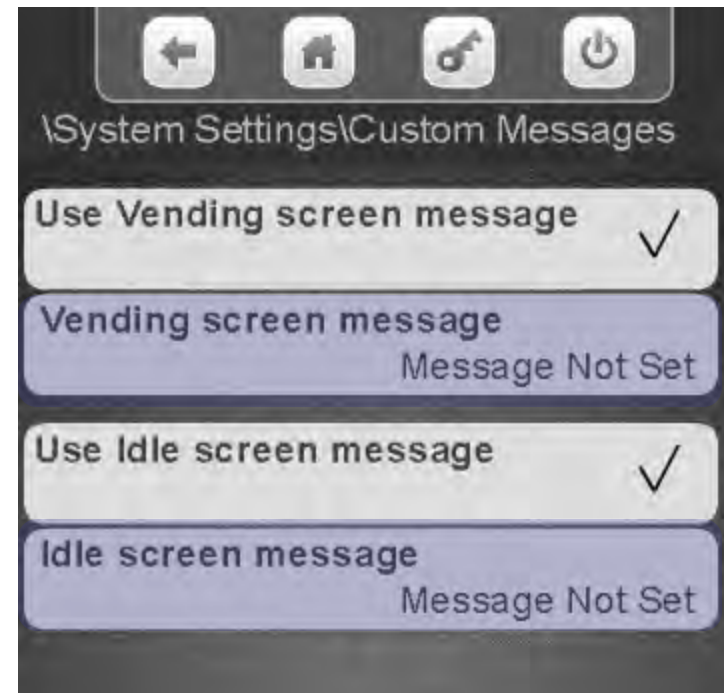 \System Settings\Custom Messages
Use Vending screen message
Vending screen message
Message Not Set
Use Idle screen message
Idle screen message
Message Not Set